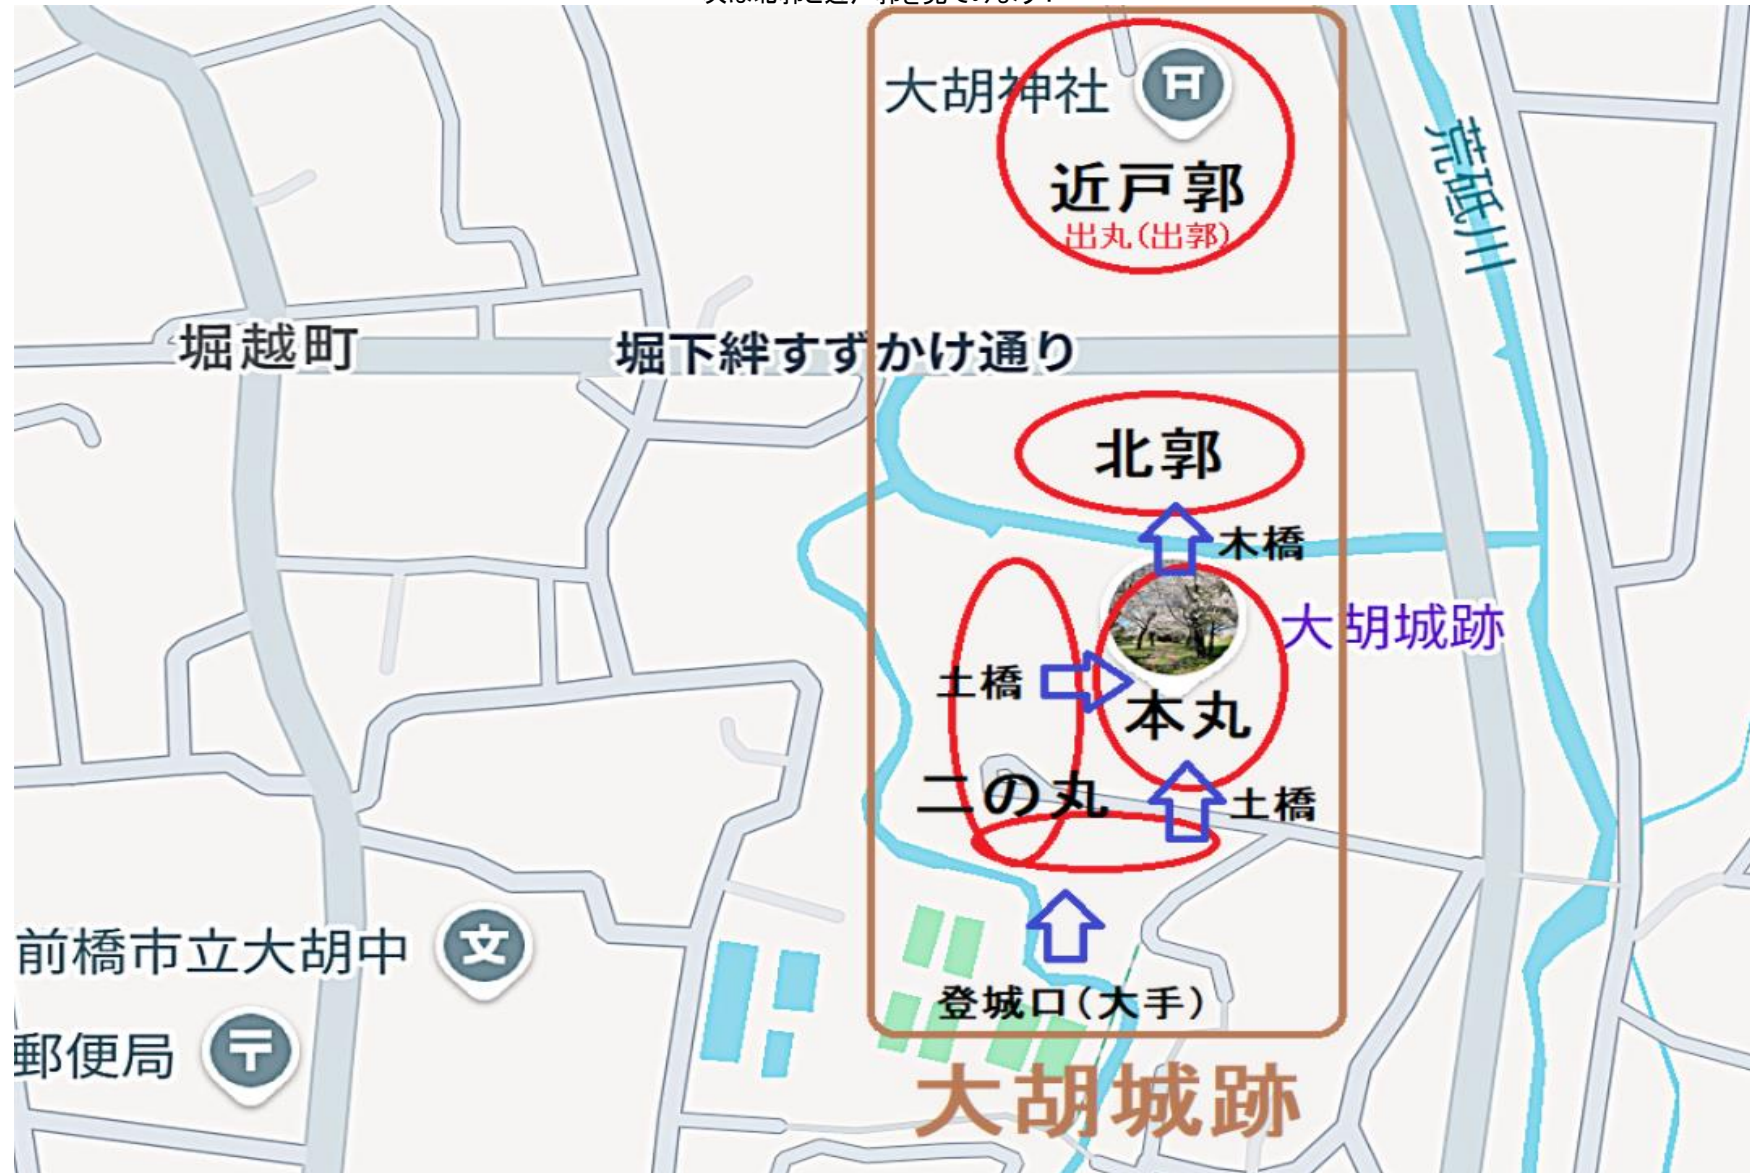 大胡神社
近戸郭
出丸(出郭)
荒砥川
堀越町
堀下絆すずかけ通り
北郭
木橋
大胡城跡
土橋
本丸
二の丸
土橋
前橋市立大胡中
文
登城口(大手)
郵便局
〒
大胡城跡